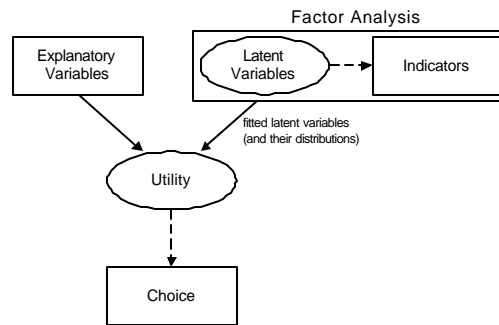 Factor Analysis
Explanatory
Variables
Latent
Variables
Indicators
fitted latent variables
(and their distributions)
Utility
Choice